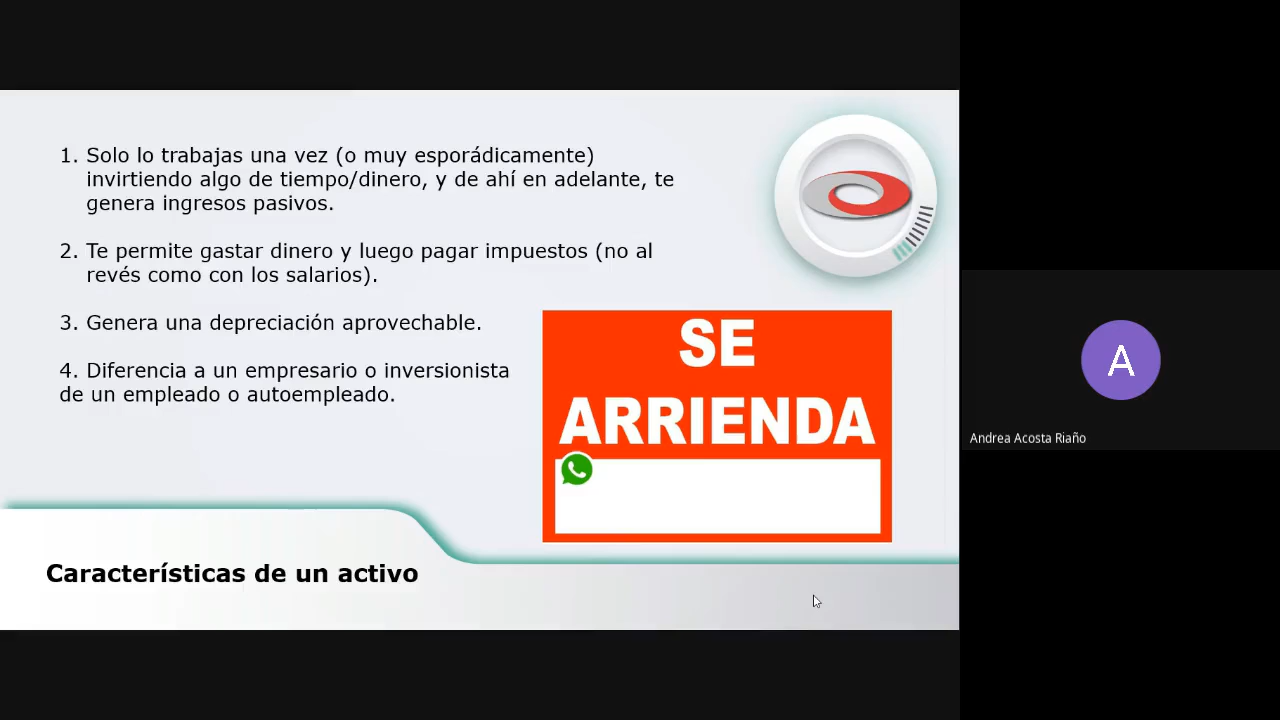 1. Solo lo trabajas una vez (o muy esporádicamente)
invirtiendo algo de tiempo/dinero, y de ahí en adelante, te
genera ingresos pasivos.
2. Te permite gastar dinero y luego pagar impuestos (no al
revés como con los salarios).
3. Genera una depreciación aprovechable.
4. Diferencia a un empresario o inversionista
de un empleado o autoempleado.
SE
ARRIENDA
Características de un activo
A
Andrea Acosta Riaño